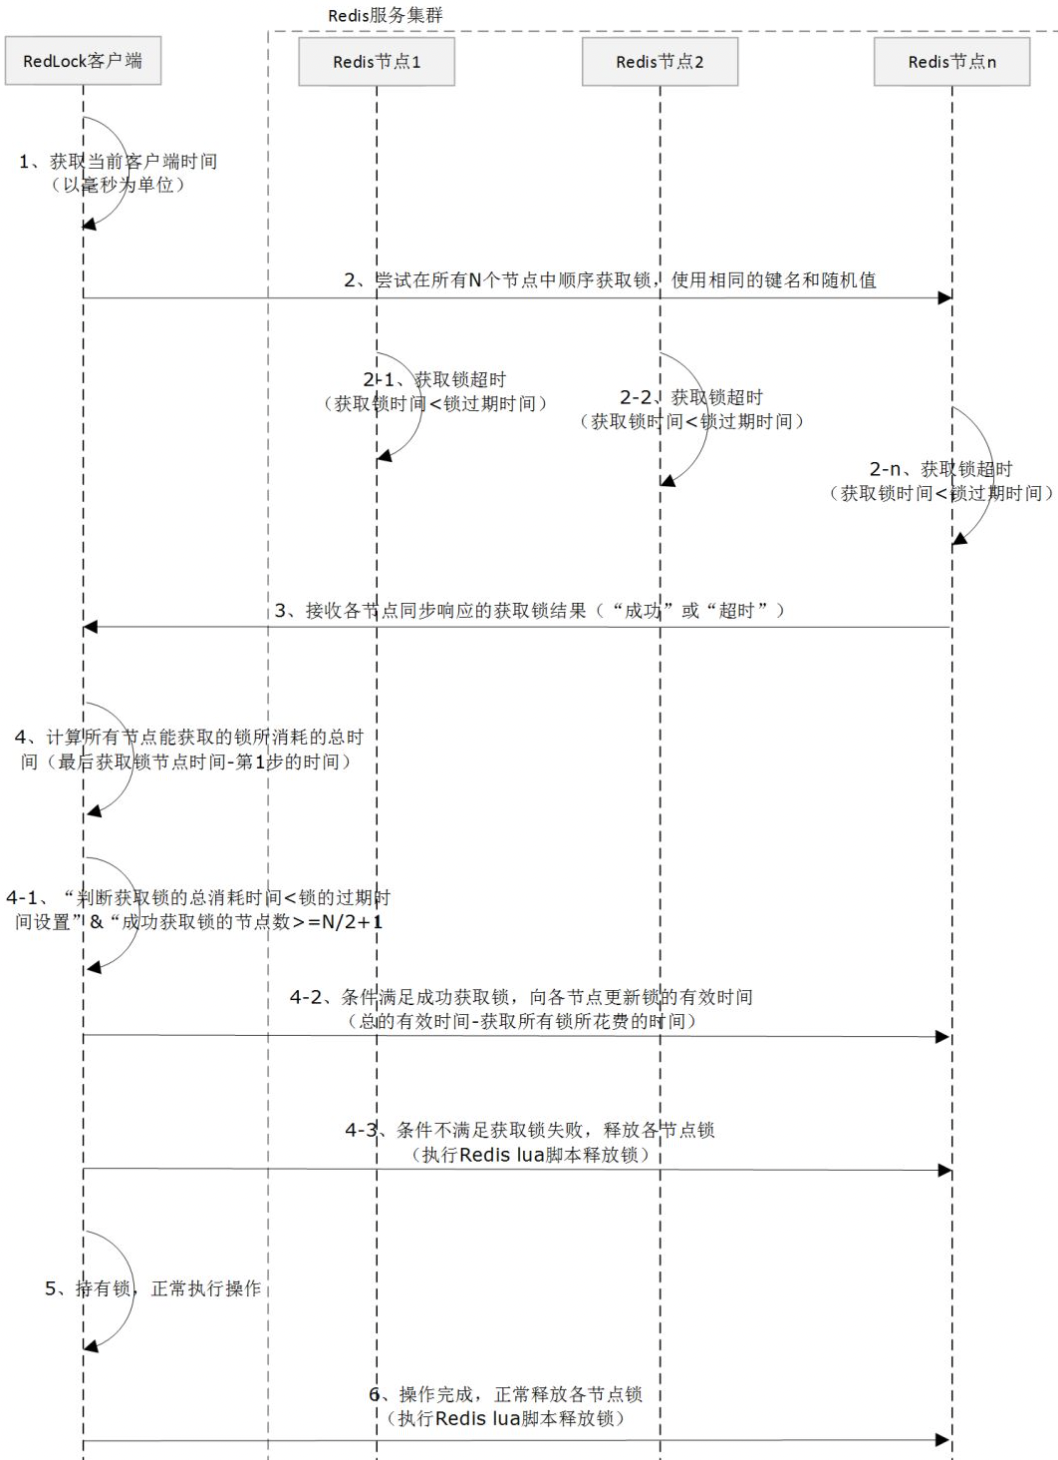 Redis服务集群
RedLock客户端
Redis节点1
Redis节点2
Redis节点n
1、获取当前客户端时间
（以毫秒为单位）
2、尝试在所有N个节点中顺序获取锁，使用相同的键名和随机值
2-1、获取锁超时
（获取锁时间<锁过期时间）
2-2、获取锁超时
（获取锁时间<锁过期时间）
2-n、获取锁超时
（获取锁时间<锁过期时间）
3、接收各节点同步响应的获取锁结果（“成功”或“超时”）
4、计算所有节点能获取的锁所消耗的总时
间（最后获取锁节点时间-第1步的时间）
4-1、“判断获取锁的总消耗时间<锁的过期时
间设置”&“成功获取锁的节点数>=N/2+1
4-2、条件满足成功获取锁，向各节点更新锁的有效时间
（总的有效时间-获取所有锁所花费的时间）
4-3、条件不满足获取锁失败，释放各节点锁
（执行Redis lua脚本释放锁）
5、持有锁，正常执行操作
6、操作完成，正常释放各节点锁
（执行Redis lua脚本释放锁）